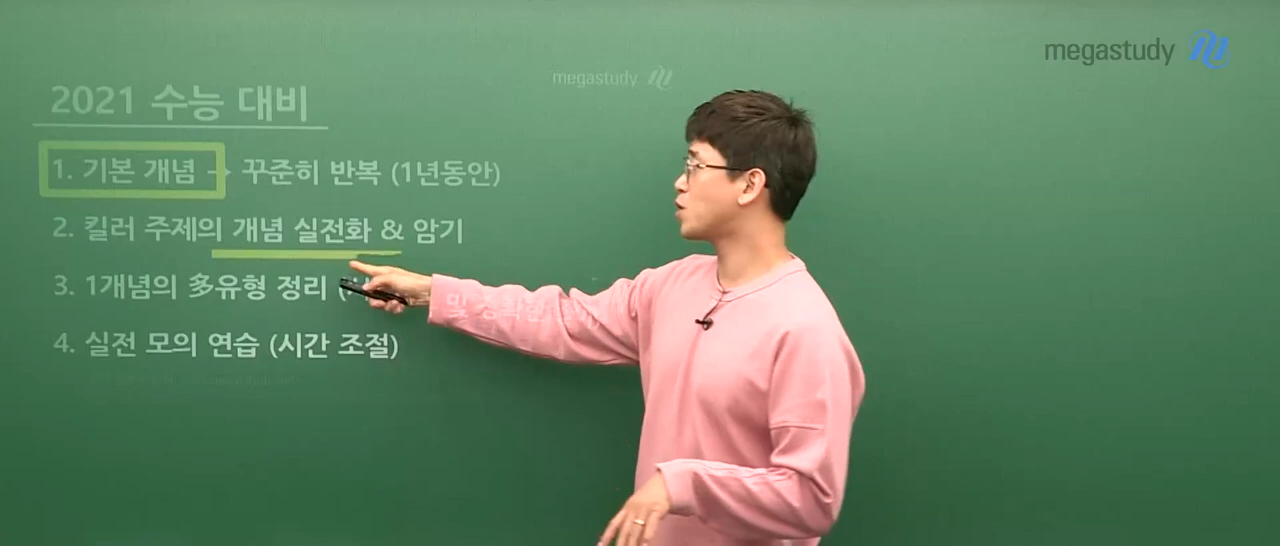 megastudy
megastudy
2021 수능 대비
1. 기본 개념 → 꾸준히 반복 (1년동안)
2. 킬러 주제의 개념 실전화 & 암기
3. 1개념의 多유형 정리 (
및
4. 실전 모의 연습 (시간 조절)